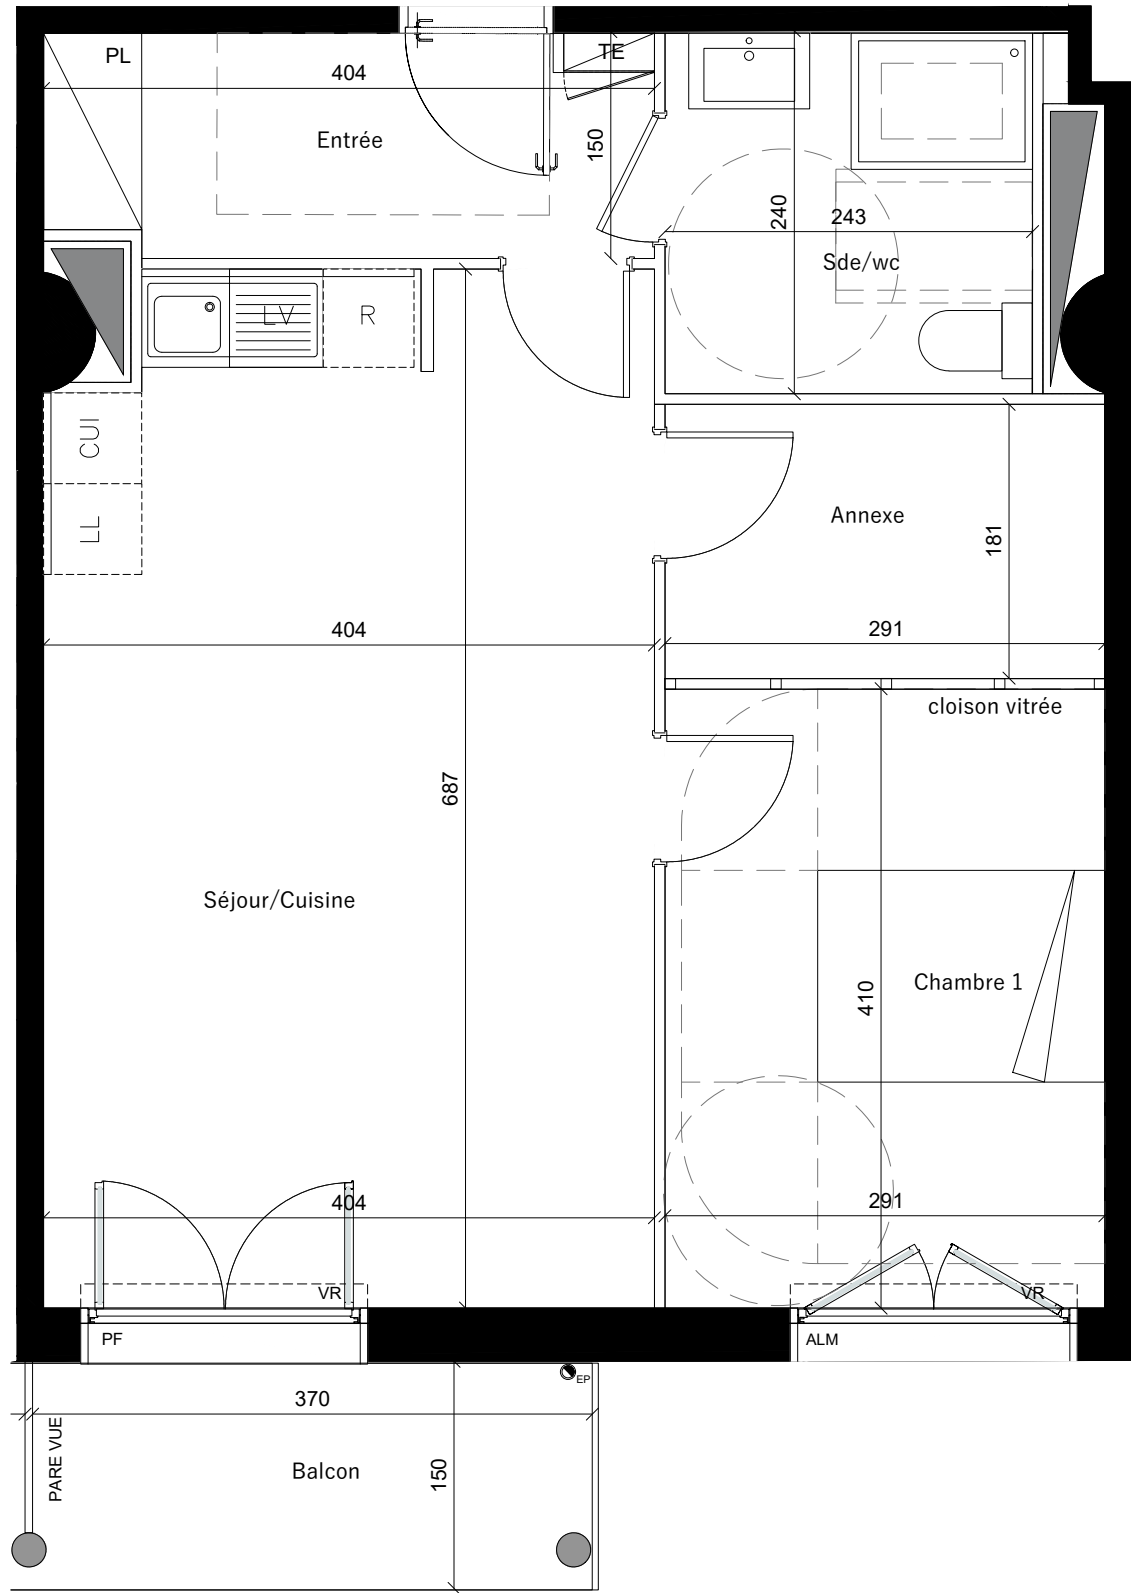 PL
404
TE
Entrée
150
240
243
Sde/wc
LV
R
CUI
LL
Annexe
181
404
291
cloison vitrée
687
Séjour/Cuisine
Chambre 1
410
404
291
VR
VR
PF
ALM
EP
370
PARE VUE
Balcon
150